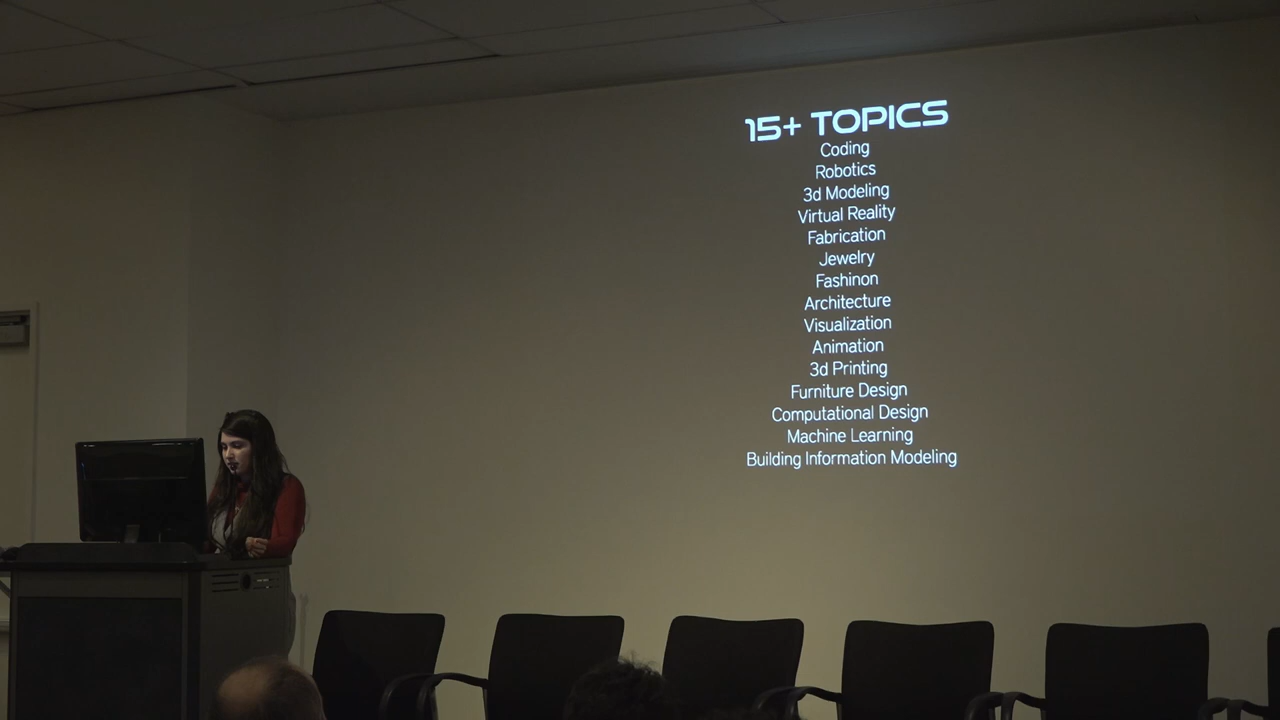 15+ TOPICS
Coding
Robotics
3d Modeling
Virtual Reality
Fabrication
Jewelry
Fashinon
Architecture
Visualization
Animation
3d Printing
Furniture Design
Computational Design
Machine Learning
Building Information Modeling